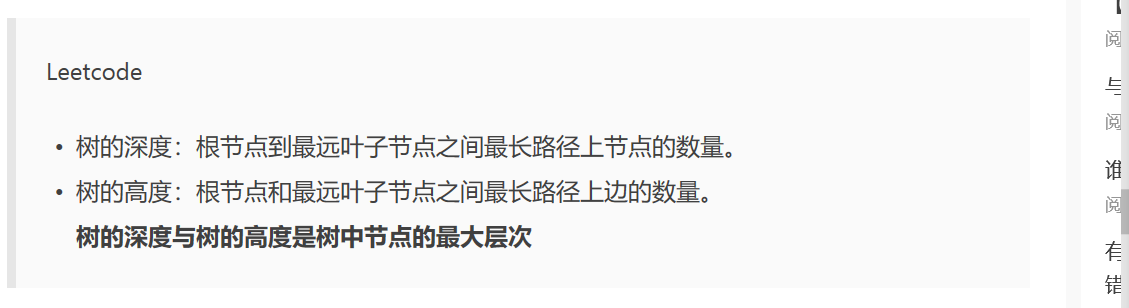 Leetcode
• 树的深度：根节点到最远叶子节点之间最长路径上节点的数量。
• 树的高度：根节点和最远叶子节点之间最长路径上边的数量。
树的深度与树的高度是树中节点的最大层次
阅
与
阅
谁
阅
有
错